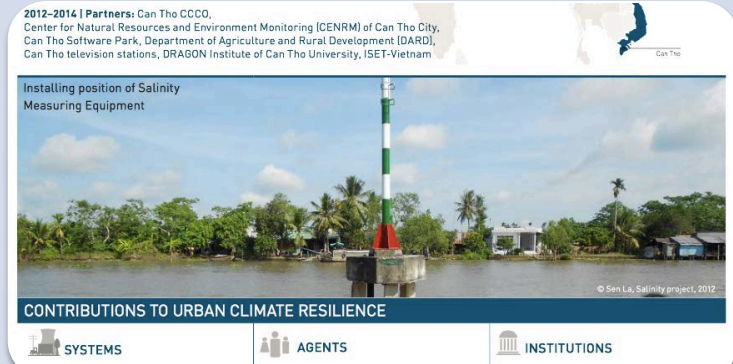 2012–2014 | Partners: Can Tho CCCO,
Center for Natural Resources and Environment Monitoring (CENRM) of Can Tho City,
Can Tho Software Park, Department of Agriculture and Rural Development (DARD),
Can Tho television stations, DRAGON Institute of Can Tho University, ISET-Vietnam
Can Tho
Installing position of Salinity
Measuring Equipment
© Sen La, Salinity project, 2012
CONTRIBUTIONS TO URBAN CLIMATE RESILIENCE
SYSTEMS
AGENTS
INSTITUTIONS